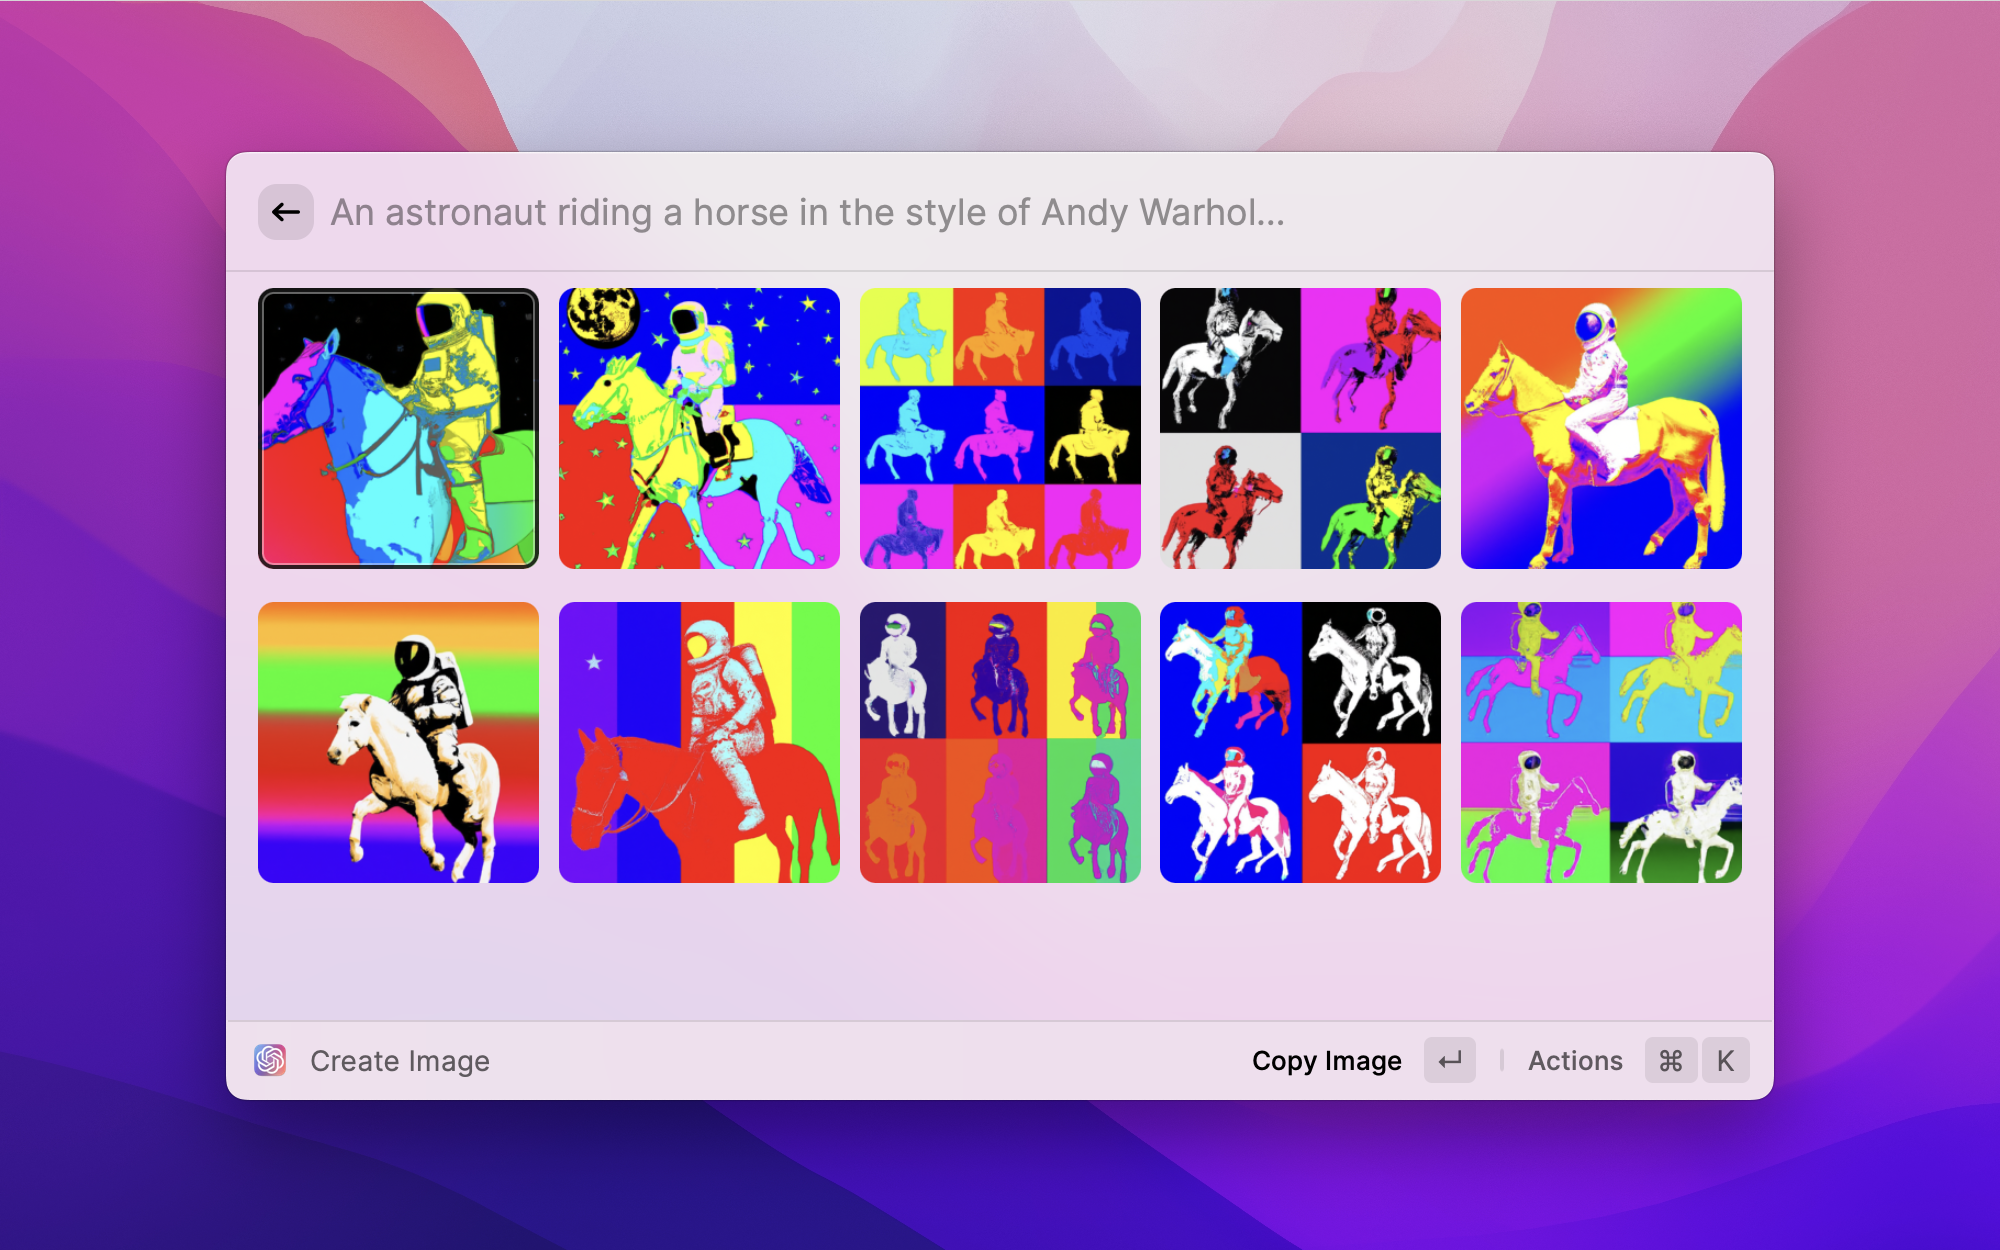 An astronaut riding a horse in the style of Andy Warhol...
Create Image
Copy Image
Actions ⌘ K